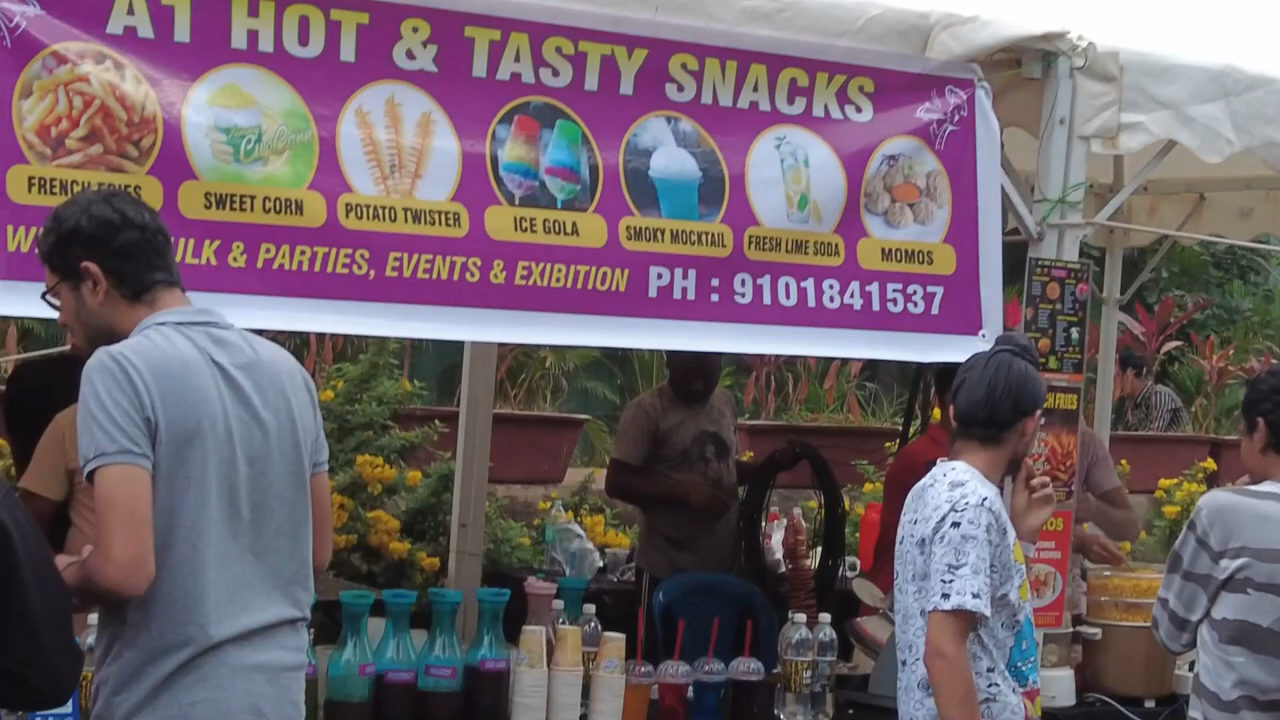 A1 HOT & TASTY SNACKS
FRENCH FRIES
SWEET CORN
POTATO TWISTER
ICE GOLA
SMOKY MOCKTAIL
FRESH LIME SODA
MOMOS
ULK & PARTIES, EVENTS & EXIBITION
PH : 9101841537
CH FRIES